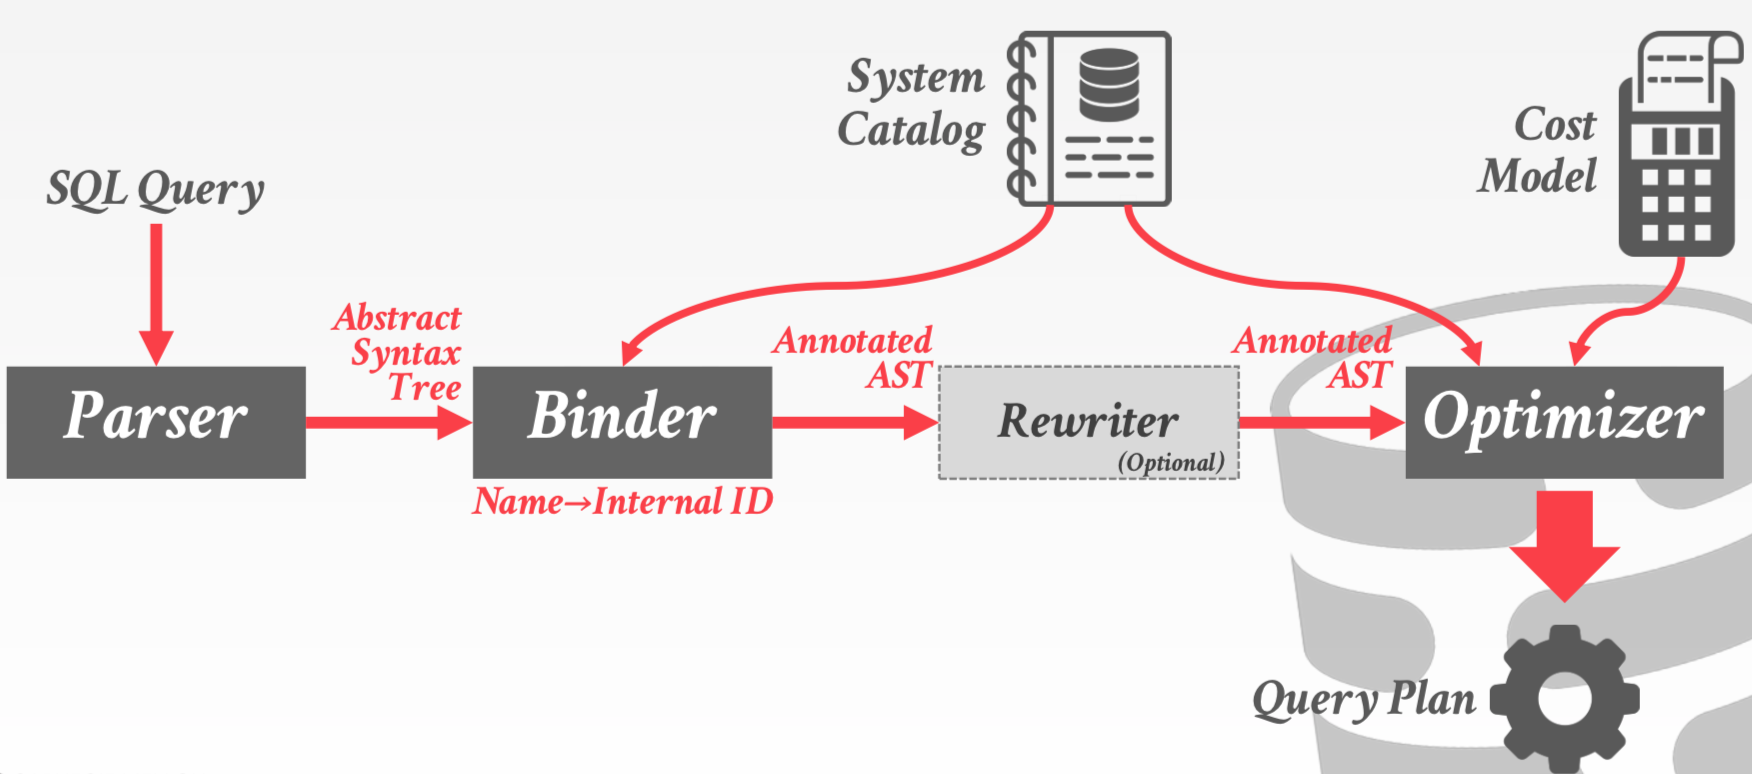 System
Catalog
Cost
Model
SQL Query
Abstract
Syntax
Tree
Annotated
AST
Annotated
AST
Parser
Binder
Rewriter
(Optional)
Optimizer
Name→Internal ID
Query Plan